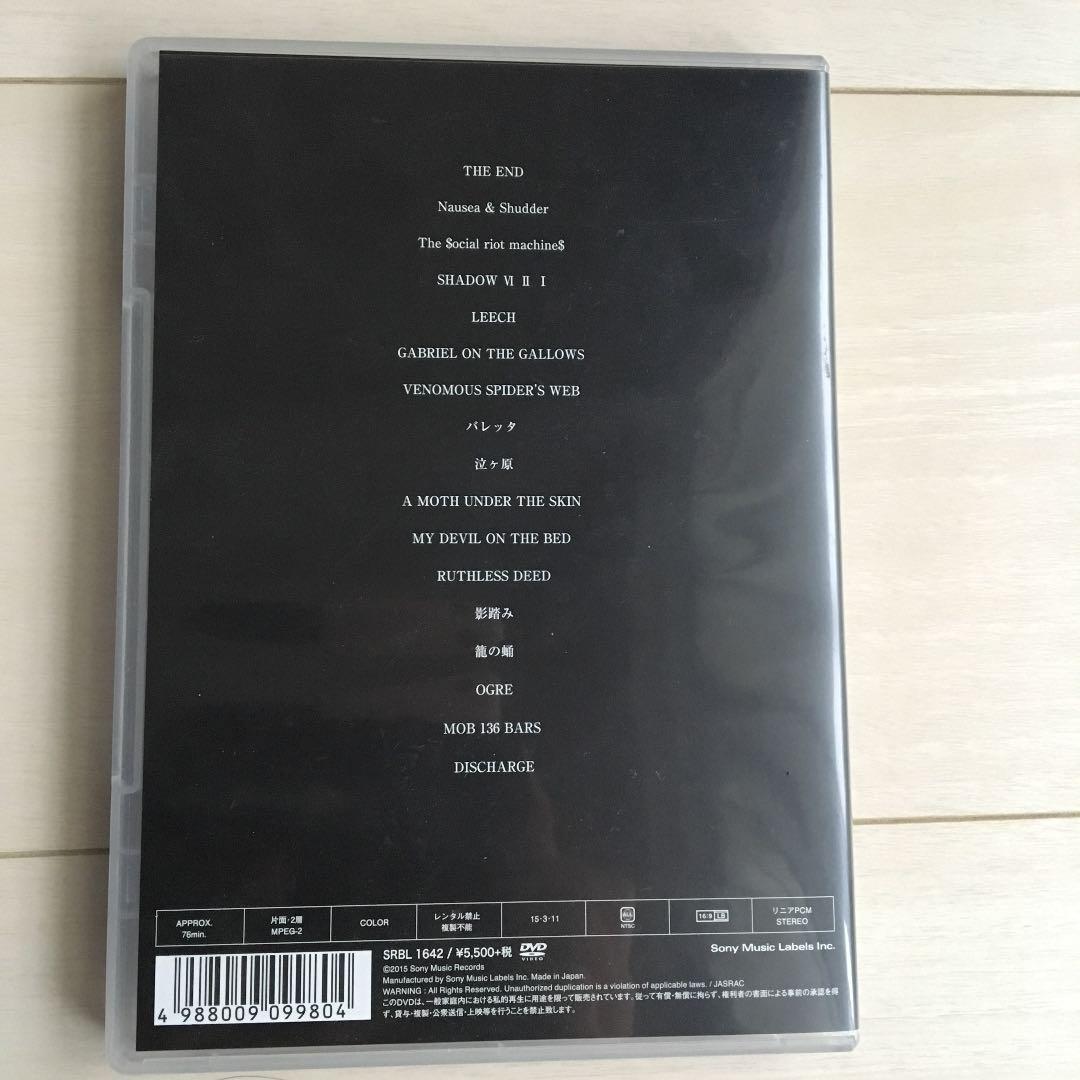 THE END
Nausea & Shudder
The $ocial riot machine$
SHADOW Ⅵ Ⅱ Ⅰ
LEECH
GABRIEL ON THE GALLOWS
VENOMOUS SPIDER'S WEB
バレッタ
泣ヶ原
A MOTH UNDER THE SKIN
MY DEVIL ON THE BED
RUTHLESS DEED
影踏み
籠の蛹
OGRE
MOB 136 BARS
DISCHARGE
APPROX. 76min.
片面・2層 MPEG-2
COLOR
レンタル禁止 複製不能
15・3・11
ALL NTSC
16:9 LB
リニアPCM STEREO
SRBL 1642 / ¥5,500+税 DVD VIDEO
Sony Music Labels Inc.
©2015 Sony Music Records
Manufactured by Sony Music Labels Inc. Made in Japan.
WARNING : All Rights Reserved. Unauthorized duplication is a violation of applicable laws. / JASRAC
このDVDは、一般家庭内における私的再生に用途を限って販売されています。従って有償・無償に拘らず、権利者の書面による事前の承認を得
ず、貸与・複製・公衆送信・上映等を行うことを禁止致します。
4 988009 099804